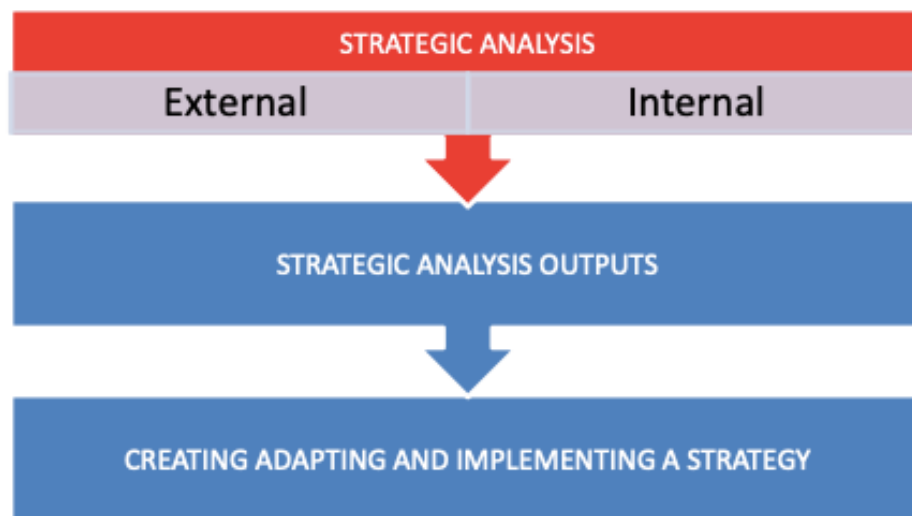 STRATEGIC ANALYSIS
External
Internal
STRATEGIC ANALYSIS OUTPUTS
CREATING ADAPTING AND IMPLEMENTING A STRATEGY